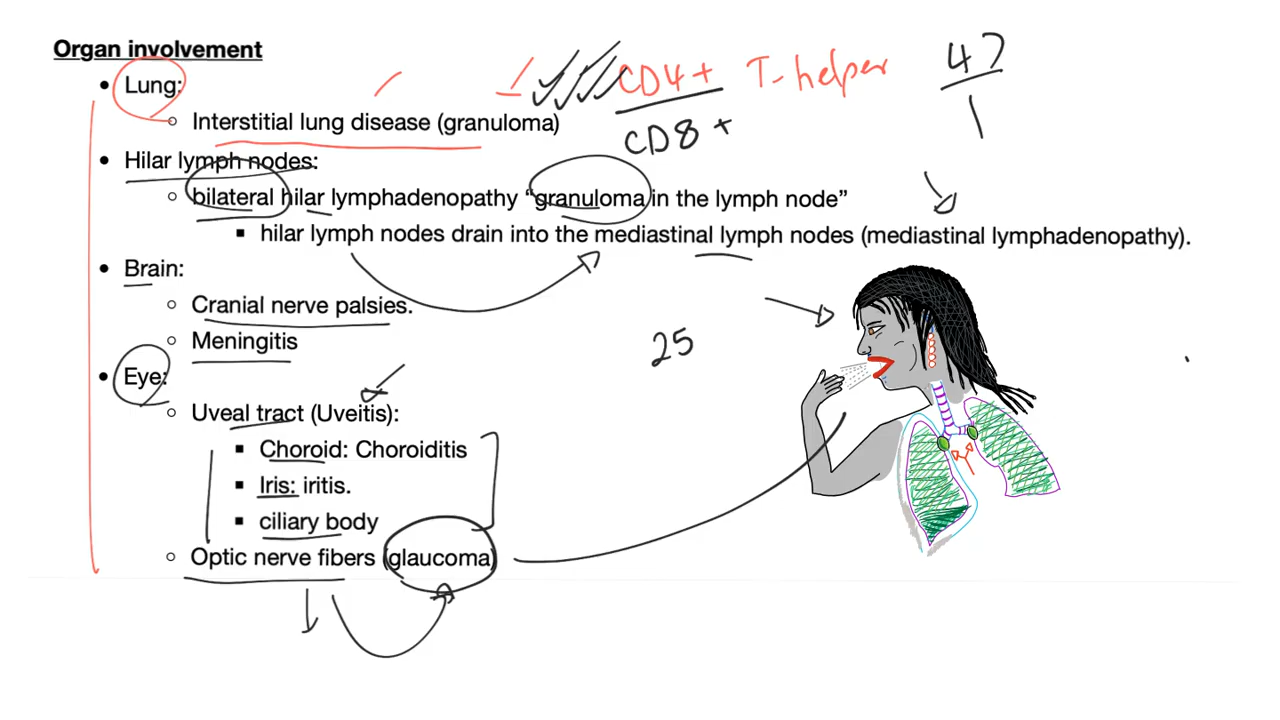 Organ involvement
• Lung:
CD4+ T-helper
CD8+
47
1
○ Interstitial lung disease (granuloma)
• Hilar lymph nodes:
○ bilateral hilar lymphadenopathy “granuloma in the lymph node”
▪ hilar lymph nodes drain into the mediastinal lymph nodes (mediastinal lymphadenopathy).
• Brain:
○ Cranial nerve palsies.
○ Meningitis
25
• Eye:
○ Uveal tract (Uveitis):
▪ Choroid: Choroiditis
▪ Iris: iritis.
▪ ciliary body
○ Optic nerve fibers (glaucoma)